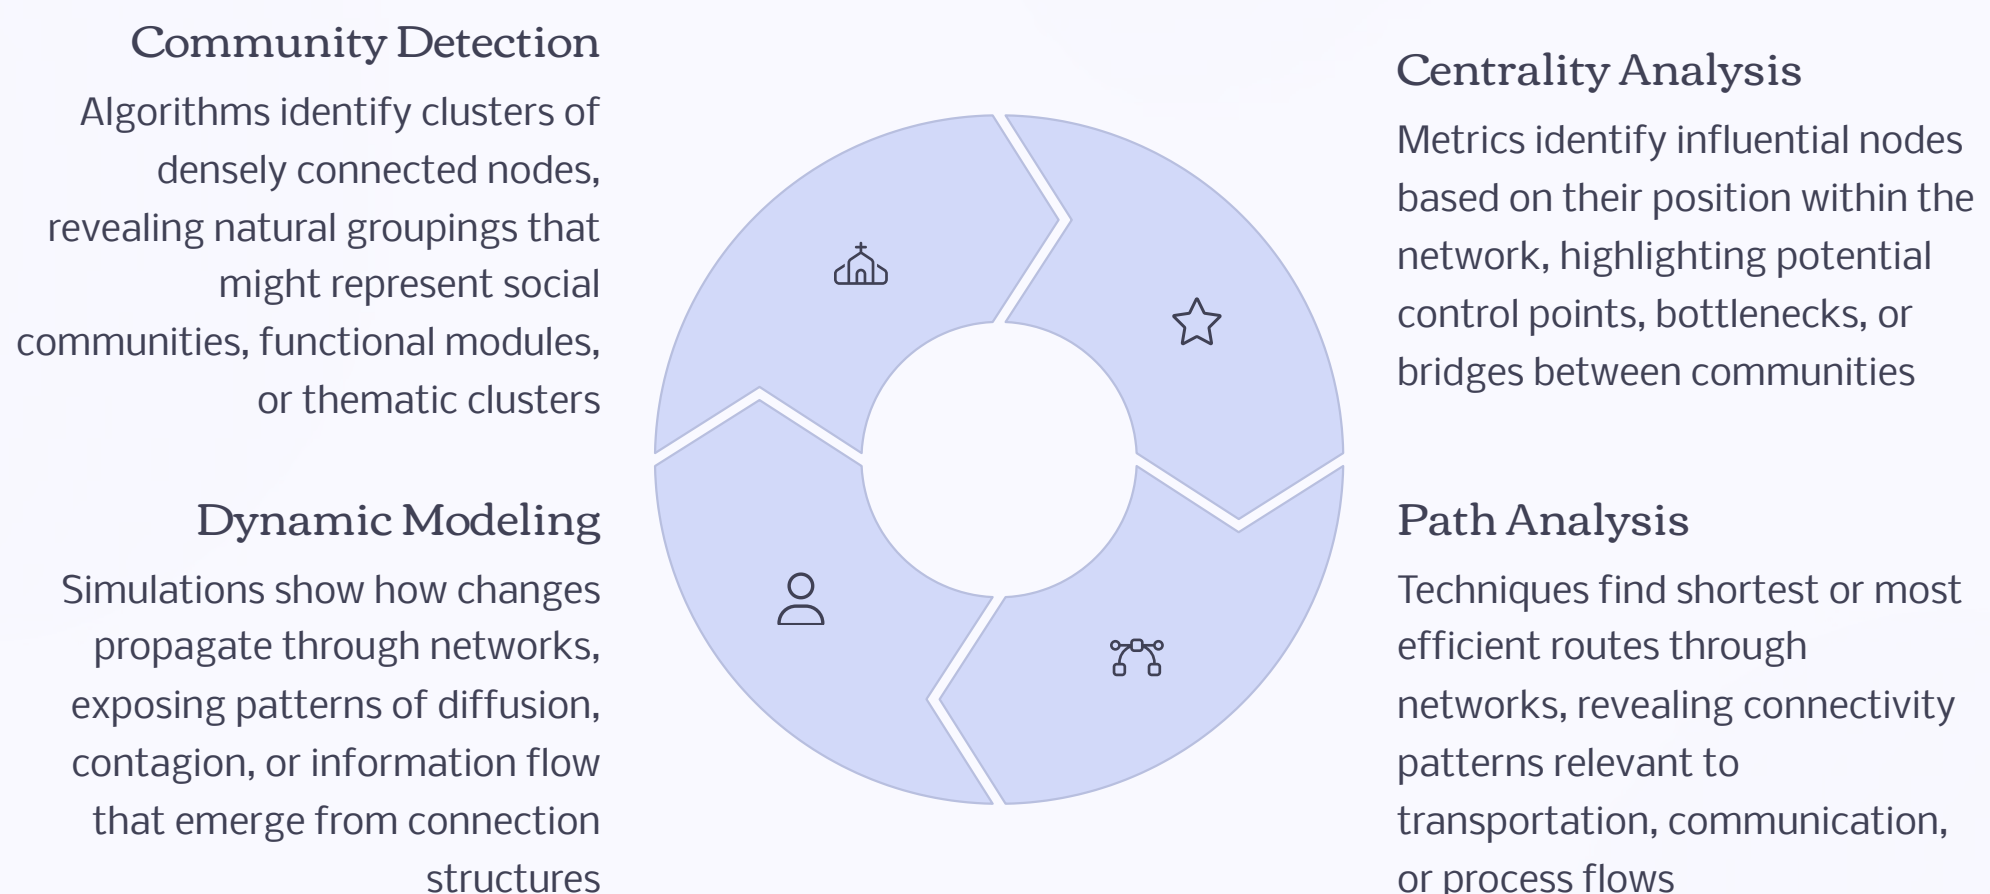 Community Detection
Algorithms identify clusters of
densely connected nodes,
revealing natural groupings that
might represent social
communities, functional modules,
or thematic clusters
Centrality Analysis
Metrics identify influential nodes
based on their position within the
network, highlighting potential
control points, bottlenecks, or
bridges between communities
Dynamic Modeling
Simulations show how changes
propagate through networks,
exposing patterns of diffusion,
contagion, or information flow
that emerge from connection
structures
Path Analysis
Techniques find shortest or most
efficient routes through
networks, revealing connectivity
patterns relevant to
transportation, communication,
or process flows